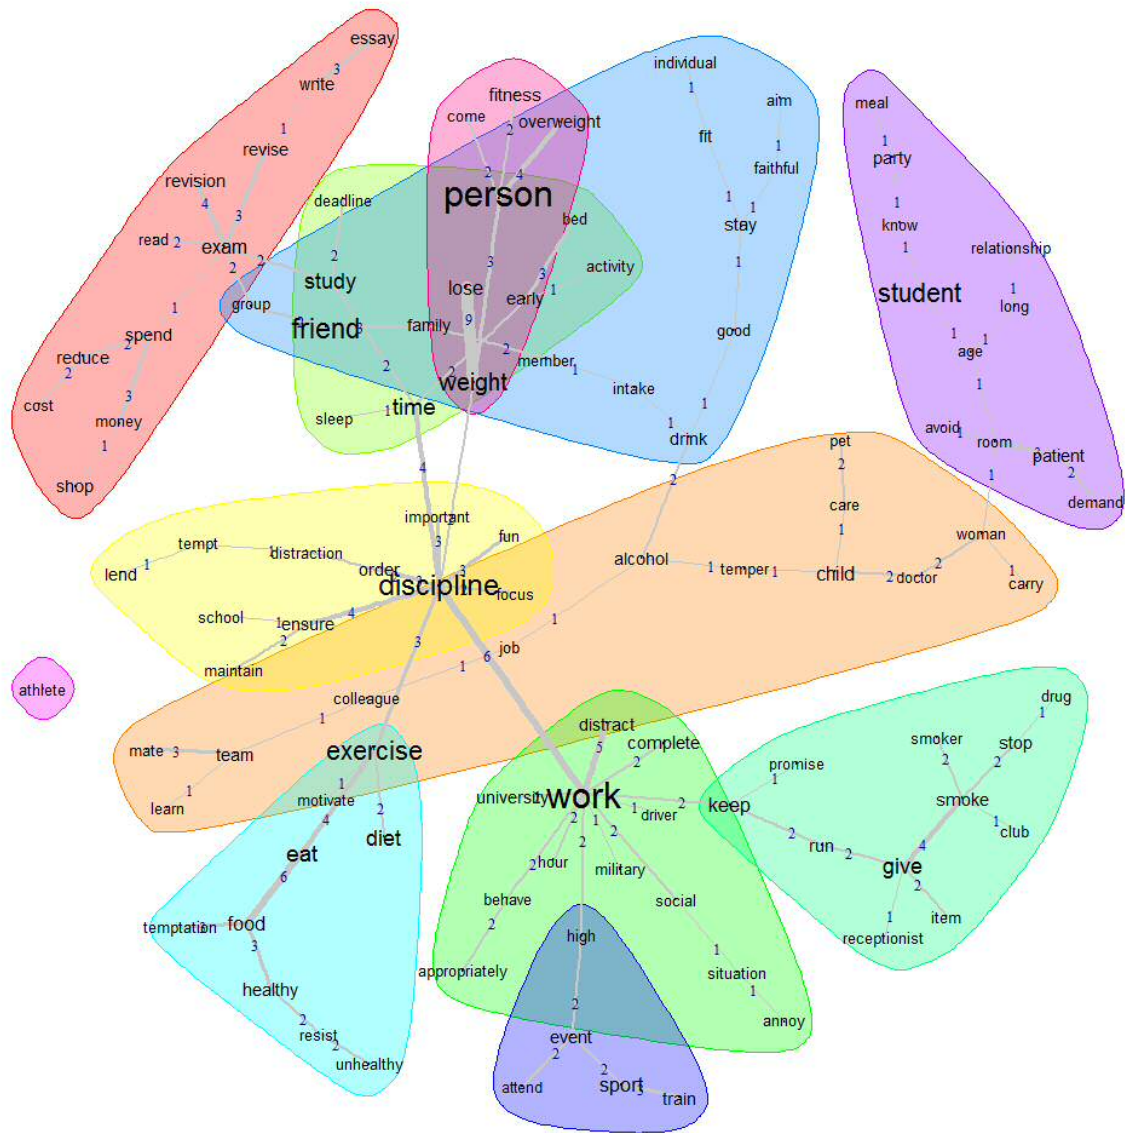 essay
3
write
1
revise
revision
4
3
read
2
exam
2
2
group
1
spend
reduce
2
2
cost
3
money
1
shop
fitness
come
2
overweight
2
4
person
3
bed
lose
early
3
1
activity
9
family
2
member
2
weight
deadline
2
study
friend
3
2
time
1
sleep
individual
1
fit
aim
1
faithful
1
1
stay
1
good
1
1
intake
1
drink
2
meal
1
party
1
know
1
relationship
student
1
long
1
1
age
1
avoid
1
room
patient
2
demand
1
pet
2
care
1
woman
alcohol
1
temper
1
child
2
doctor
2
1
carry
4
important
2
3
fun
tempt
distraction
order
3
1
lend
discipline
focus
school
1
ensure
4
2
maintain
3
1
6
job
1
colleague
1
athlete
mate
3
team
1
learn
exercise
1
motivate
4
2
eat
diet
6
temptation
food
3
healthy
2
resist
2
unhealthy
distract
5
complete
2
university
work
2
1
driver
2
1
2
2
2
hour
military
behave
social
2
high
appropriately
1
situation
1
annoy
2
event
2
2
attend
sport
3
train
drug
1
smoker
stop
2
2
promise
1
keep
smoke
1
club
2
run
2
4
give
2
1
item
receptionist